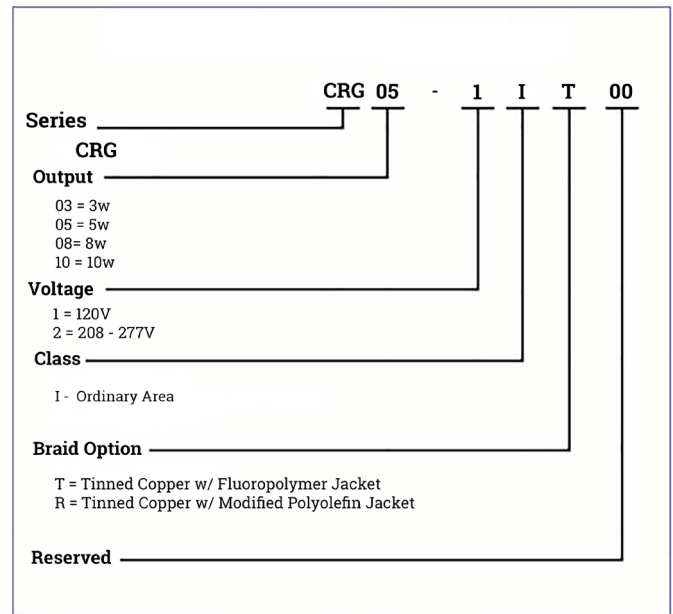 CRG 05 - 1 I T 00
Series
CRG
Output
03 = 3w
05 = 5w
08= 8w
10 = 10w
Voltage
1 = 120V
2 = 208 - 277V
Class
I - Ordinary Area
Braid Option
T = Tinned Copper w/ Fluoropolymer Jacket
R = Tinned Copper w/ Modified Polyolefin Jacket
Reserved